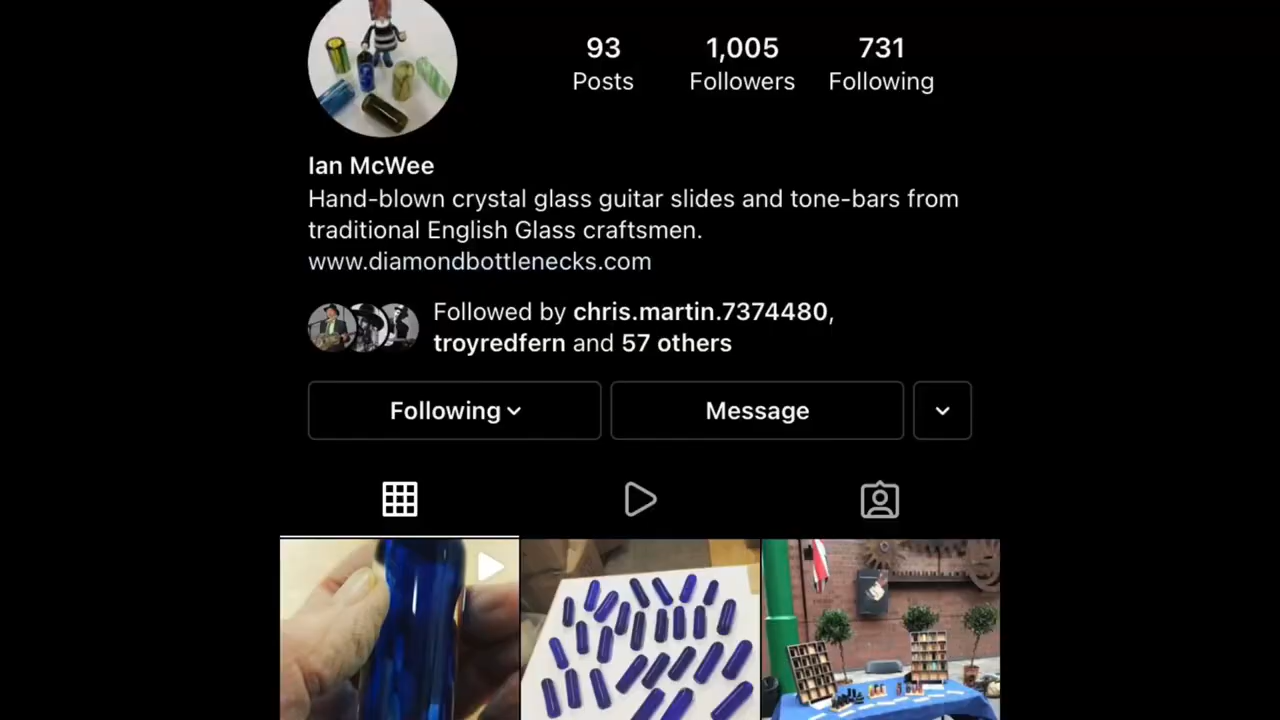 93 1,005 731
Posts Followers Following
Ian McWee
Hand-blown crystal glass guitar slides and tone-bars from
traditional English Glass craftsmen.
www.diamondbottlenecks.com
Followed by chris.martin.7374480,
troyredfern and 57 others
Following Message